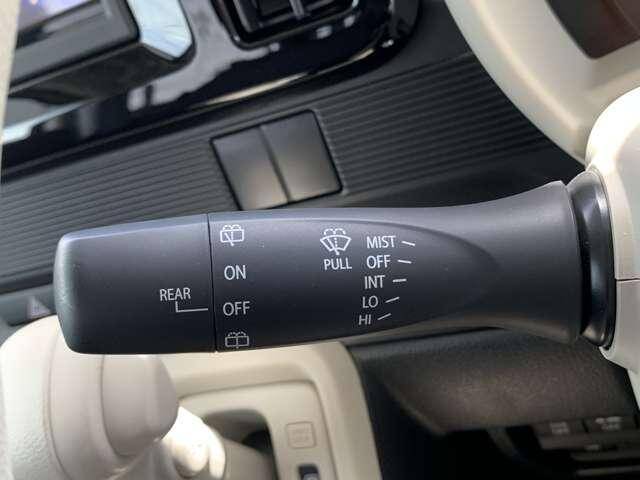 REAR
ON
OFF
PULL
MIST
OFF
INT
LO
HI